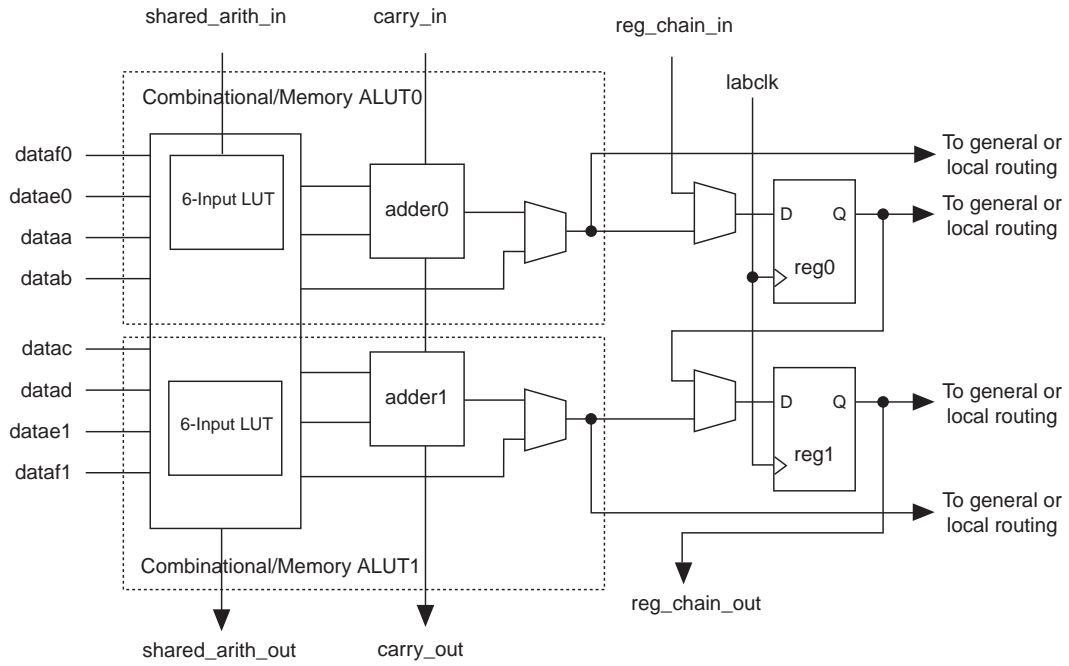 shared_arith_in
carry_in
reg_chain_in
labclk
Combinational/Memory ALUT0
dataf0
datae0
dataa
datab
6-Input LUT
adder0
D
Q
reg0
To general or
local routing
To general or
local routing
datac
datad
datae1
dataf1
6-Input LUT
adder1
D
Q
reg1
To general or
local routing
To general or
local routing
Combinational/Memory ALUT1
reg_chain_out
shared_arith_out
carry_out